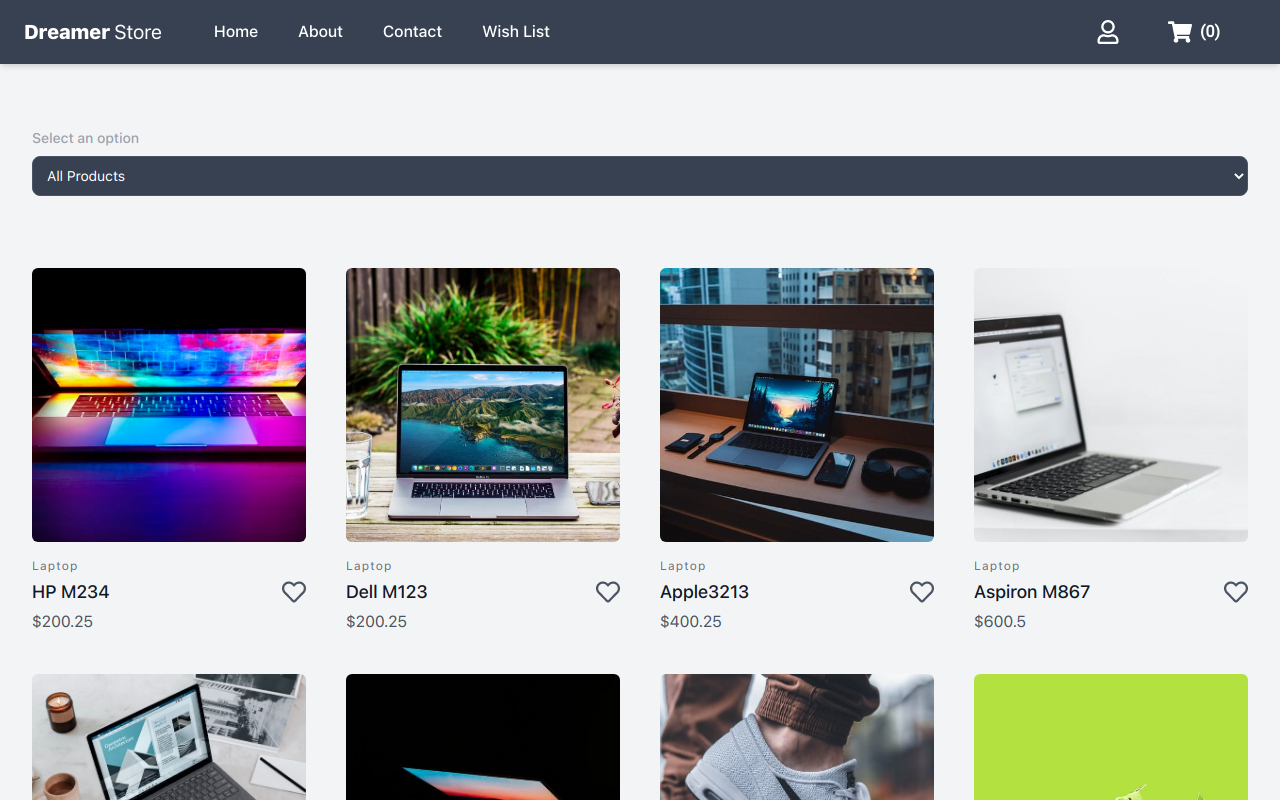 Dreamer Store
Home
About
Contact
Wish List
(0)
Select an option
All Products
Laptop
HP M234
$200.25
Laptop
Dell M123
$200.25
Laptop
Apple3213
$400.25
Laptop
Aspiron M867
$600.5